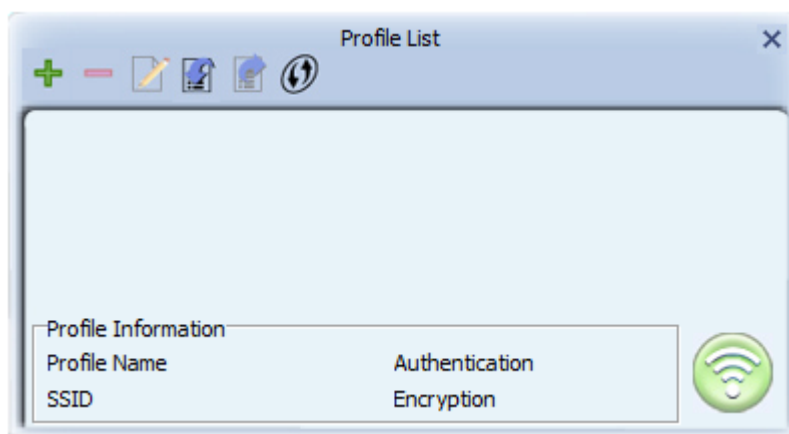 Profile List
Profile Information
Profile Name
Authentication
SSID
Encryption